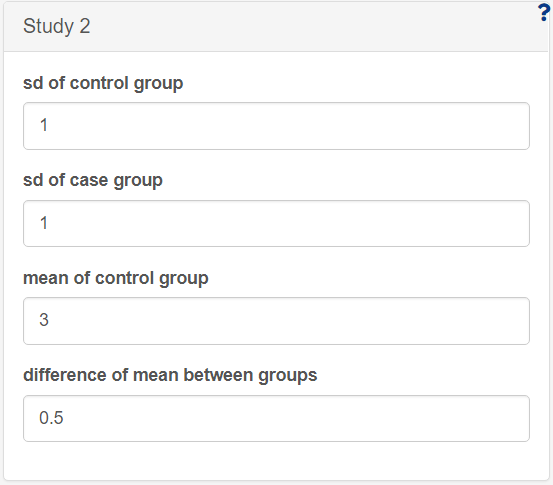 ?
Study 2
sd of control group
1
sd of case group
1
mean of control group
3
difference of mean between groups
0.5